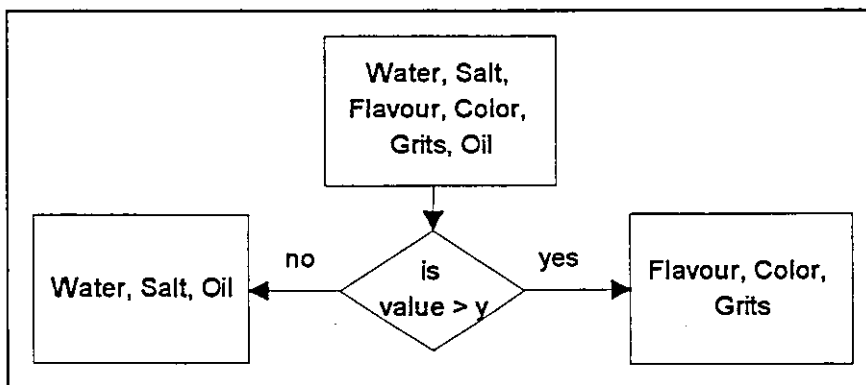 Water, Salt,
Flavour, Color,
Grits, Oil
no
is
value > y
yes
Water, Salt, Oil
Flavour, Color,
Grits